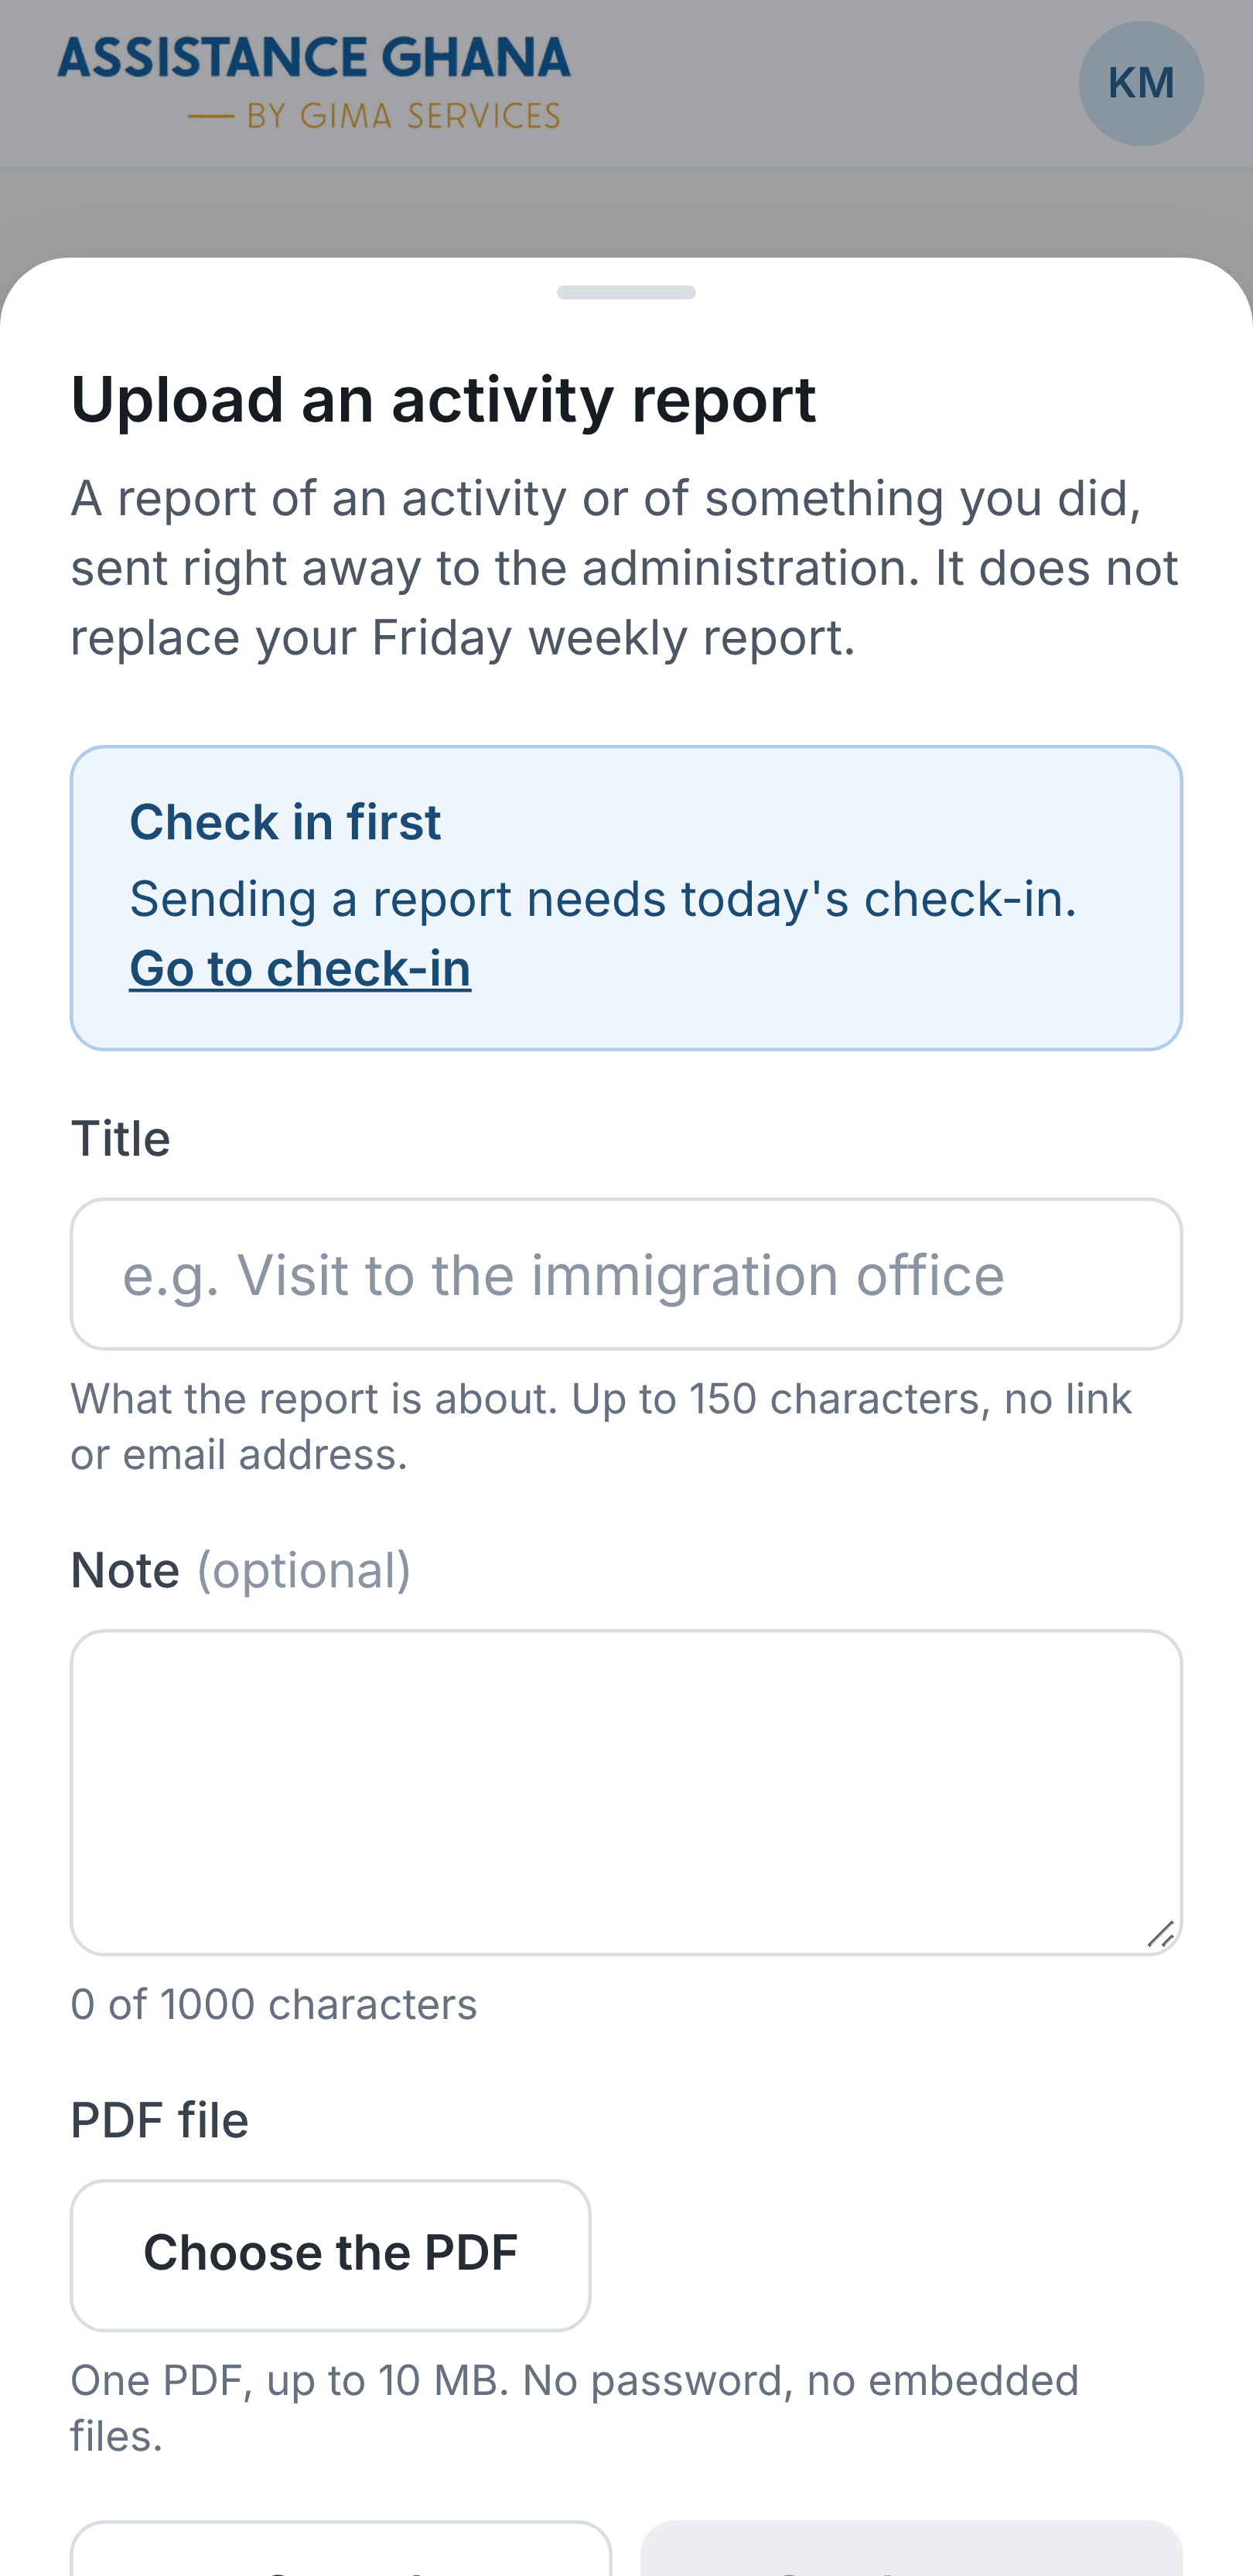 ASSISTANCE GHANA
BY GIMA SERVICES
KM
Upload an activity report
A report of an activity or of something you did,
sent right away to the administration. It does not
replace your Friday weekly report.
Check in first
Sending a report needs today's check-in.
Go to check-in
Title
e.g. Visit to the immigration office
What the report is about. Up to 150 characters, no link
or email address.
Note (optional)
0 of 1000 characters
PDF file
Choose the PDF
One PDF, up to 10 MB. No password, no embedded
files.